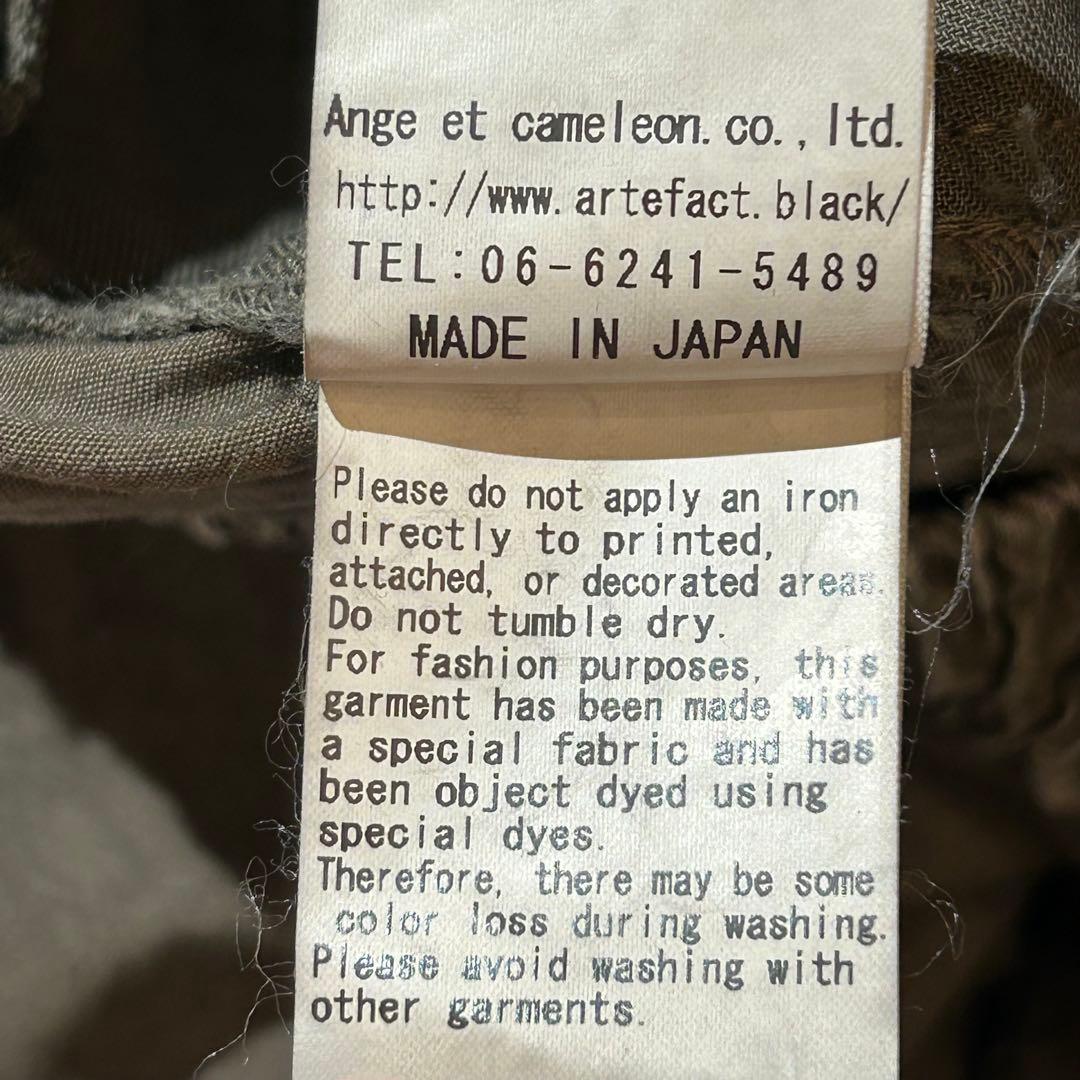 Ange et cameleon.co.,ltd.
http://www.artefact.black/
TEL:06-6241-5489
MADE IN JAPAN
Please do not apply an iron
directly to printed,
attached, or decorated areas.
Do not tumble dry.
For fashion purposes, this
garment has been made with
a special fabric and has
been object dyed using
special dyes.
Therefore, there may be some
color loss during washing.
Please avoid washing with
other garments.